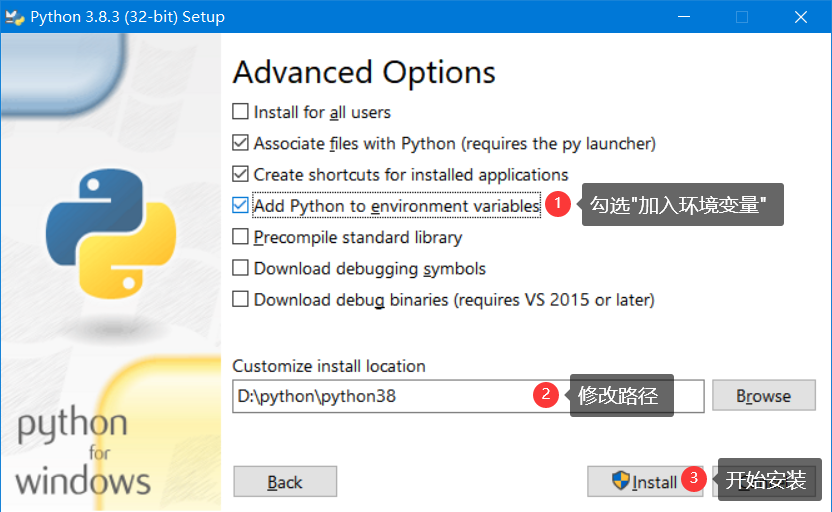 Python 3.8.3 (32-bit) Setup
Advanced Options
Install for all users
Associate files with Python (requires the py launcher)
Create shortcuts for installed applications
Add Python to environment variables 1 勾选"加入环境变量"
Precompile standard library
Download debugging symbols
Download debug binaries (requires VS 2015 or later)
Customize install location
D:\python\python38 2 修改路径 Browse
python
for
windows
Back Install 3 开始安装